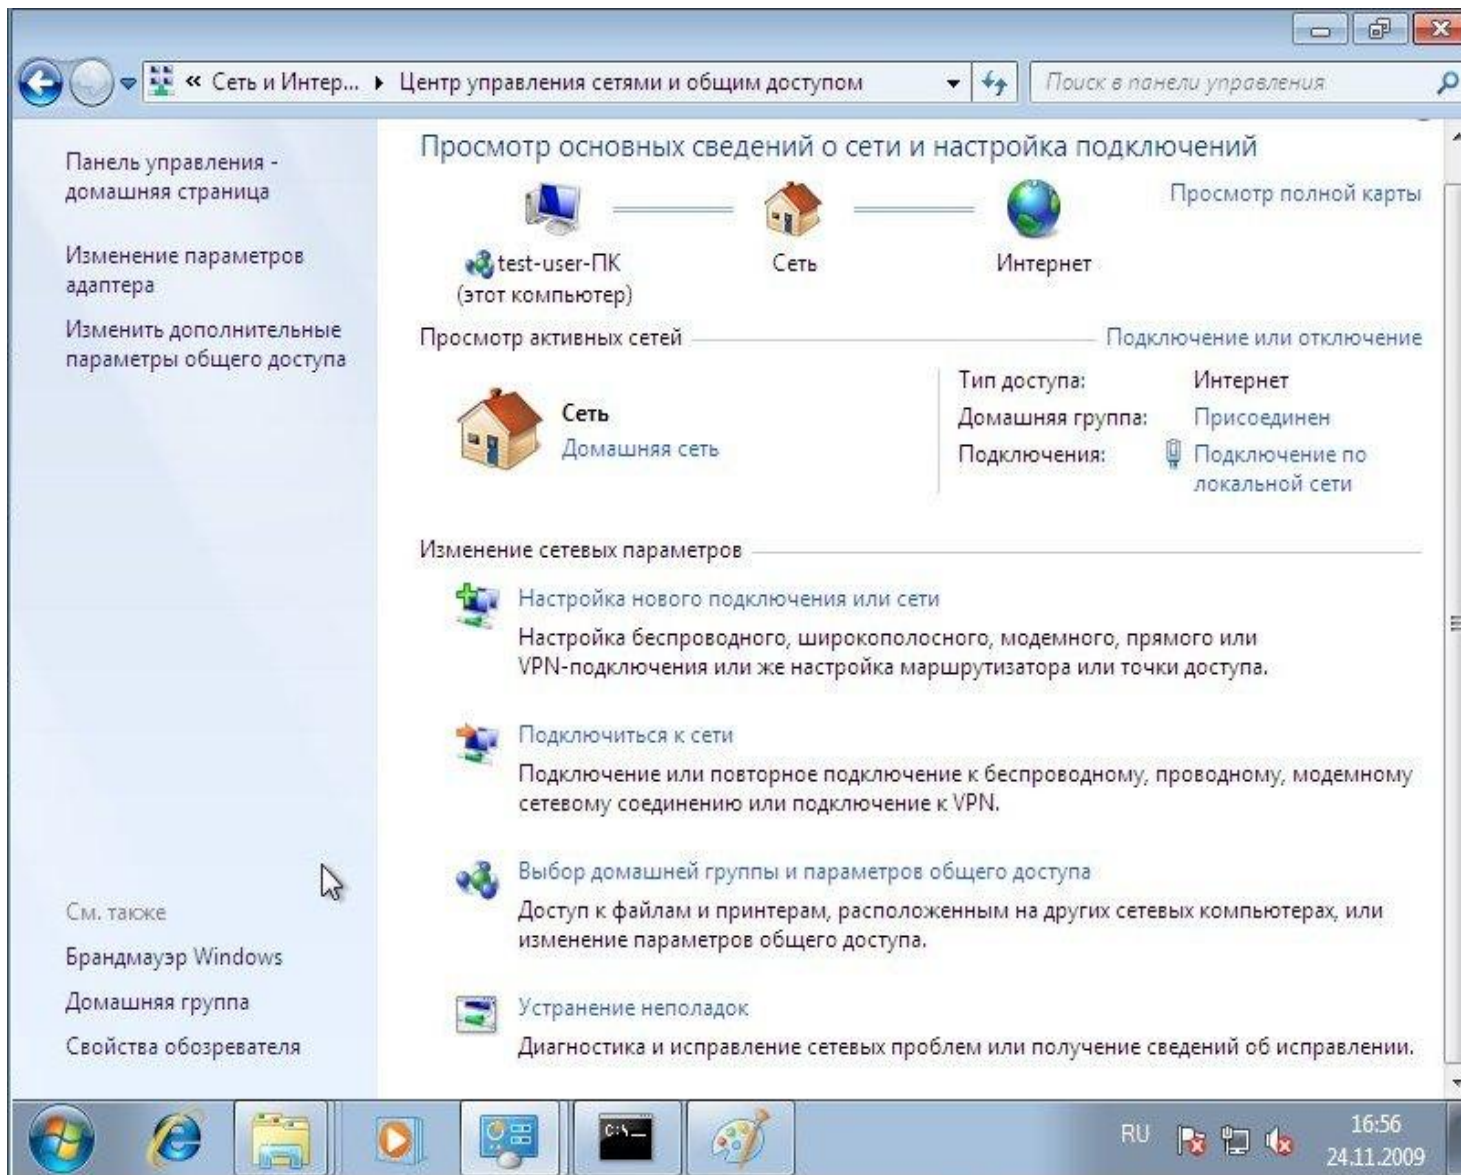 « Сеть и Интер... Центр управления сетями и общим доступом
Поиск в панели управления
Панель управления -
домашняя страница
Изменение параметров
адаптера
Изменить дополнительные
параметры общего доступа
См. также
Брандмауэр Windows
Домашняя группа
Свойства обозревателя
Просмотр основных сведений о сети и настройка подключений
Просмотр полной карты
test-user-ПК
(этот компьютер)
Сеть
Интернет
Просмотр активных сетей
Подключение или отключение
Сеть
Домашняя сеть
Тип доступа: Интернет
Домашняя группа: Присоединен
Подключения: Подключение по
локальной сети
Изменение сетевых параметров
Настройка нового подключения или сети
Настройка беспроводного, широкополосного, модемного, прямого или
VPN-подключения или же настройка маршрутизатора или точки доступа.
Подключиться к сети
Подключение или повторное подключение к беспроводному, проводному, модемному
сетевому соединению или подключение к VPN.
Выбор домашней группы и параметров общего доступа
Доступ к файлам и принтерам, расположенным на других сетевых компьютерах, или
изменение параметров общего доступа.
Устранение неполадок
Диагностика и исправление сетевых проблем или получение сведений об исправлении.
C:\
RU
16:56
24.11.2009